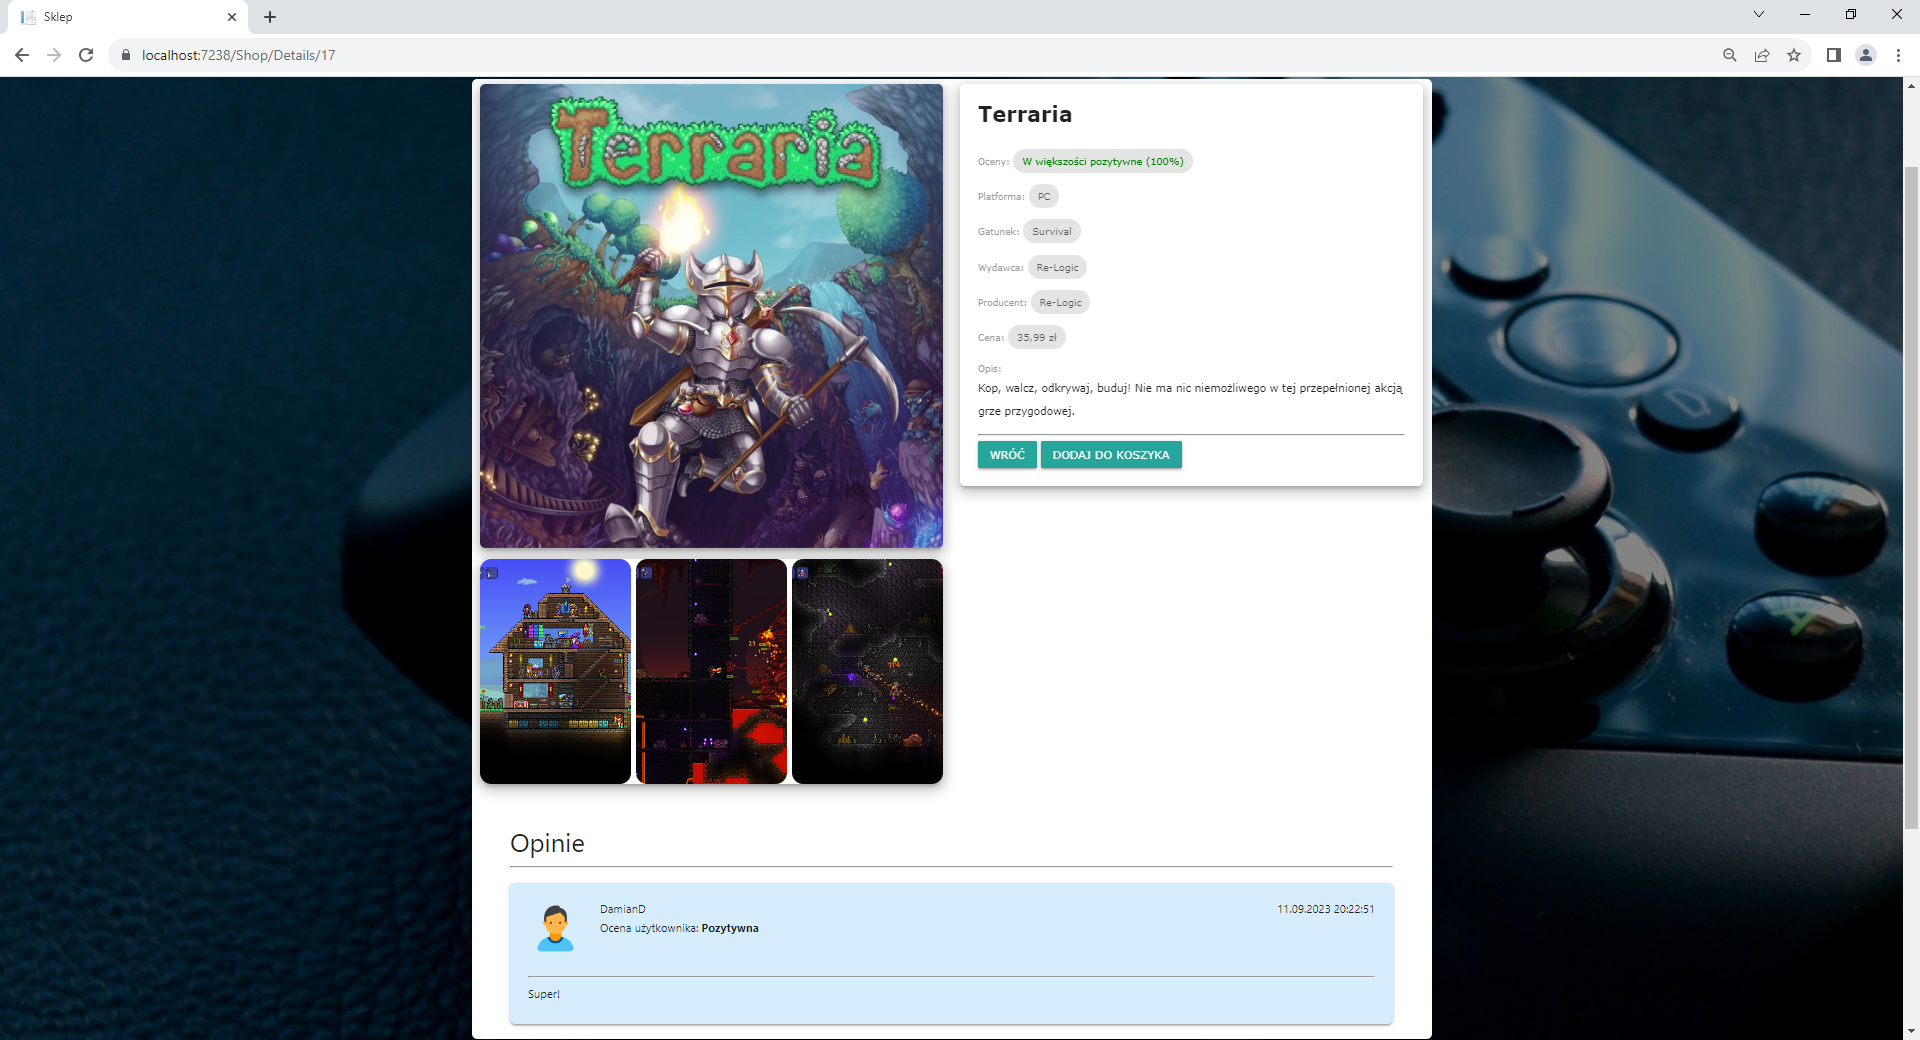 Sklep
localhost:7238/Shop/Details/17
Terraria
Terraria
Oceny: W większości pozytywne (100%)
Platforma: PC
Gatunek: Survival
Wydawca: Re-Logic
Producent: Re-Logic
Cena: 35,99 zł
Opis:
Kop, walcz, odkrywaj, buduj! Nie ma nic niemożliwego w tej przepełnionej akcją
grze przygodowej.
WRÓĆ DODAJ DO KOSZYKA
Opinie
DamianD 11.09.2023 20:22:51
Ocena użytkownika: Pozytywna
Super!